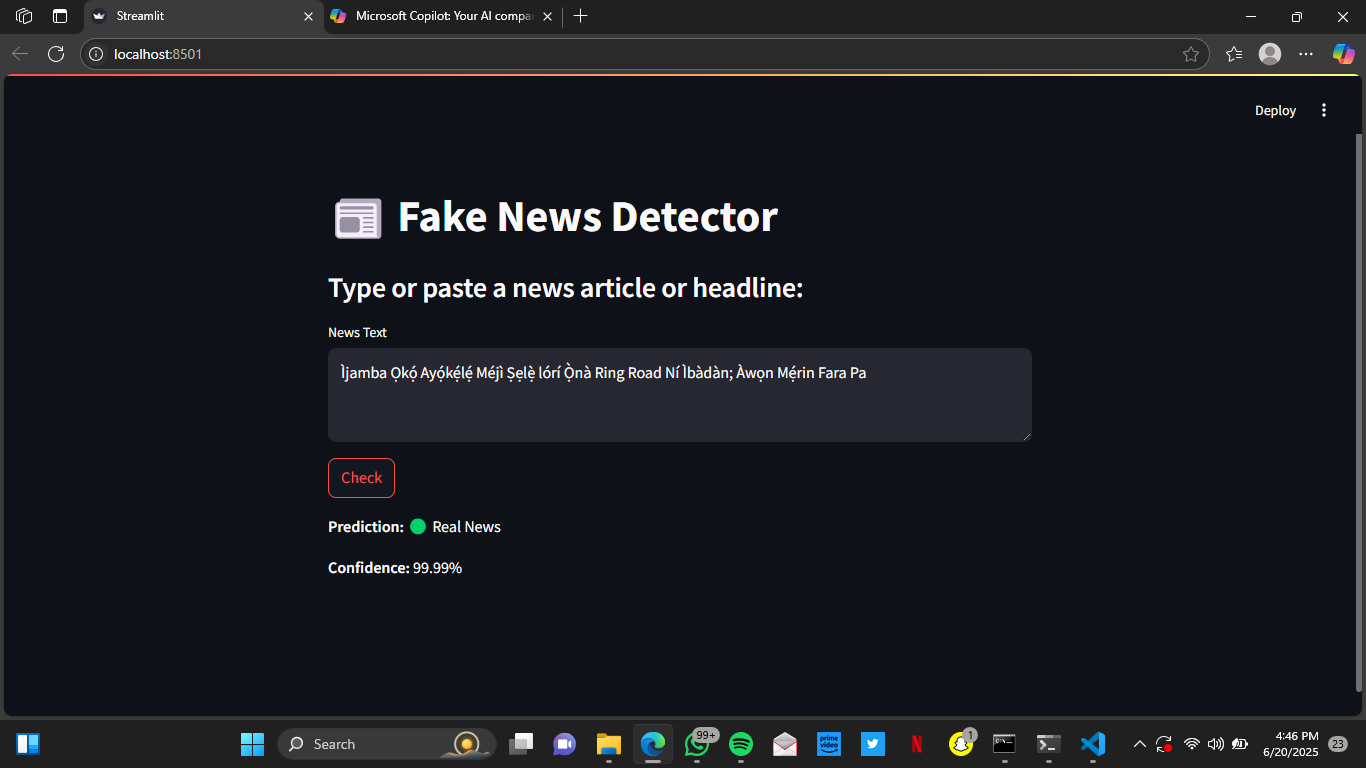 Streamlit
Microsoft Copilot: Your AI compa
localhost:8501
Deploy
Fake News Detector
Type or paste a news article or headline:
News Text
Ìjamba Ọkọ́ Ayọ́kẹ́lẹ́ Méjì Ṣẹlẹ̀ lórí Ọ̀nà Ring Road Ní Ìbàdàn; Àwọn Mẹ́rin Fara Pa
Check
Prediction: Real News
Confidence: 99.99%
Search
99+
prime video
N
1
4:46 PM
6/20/2025
23